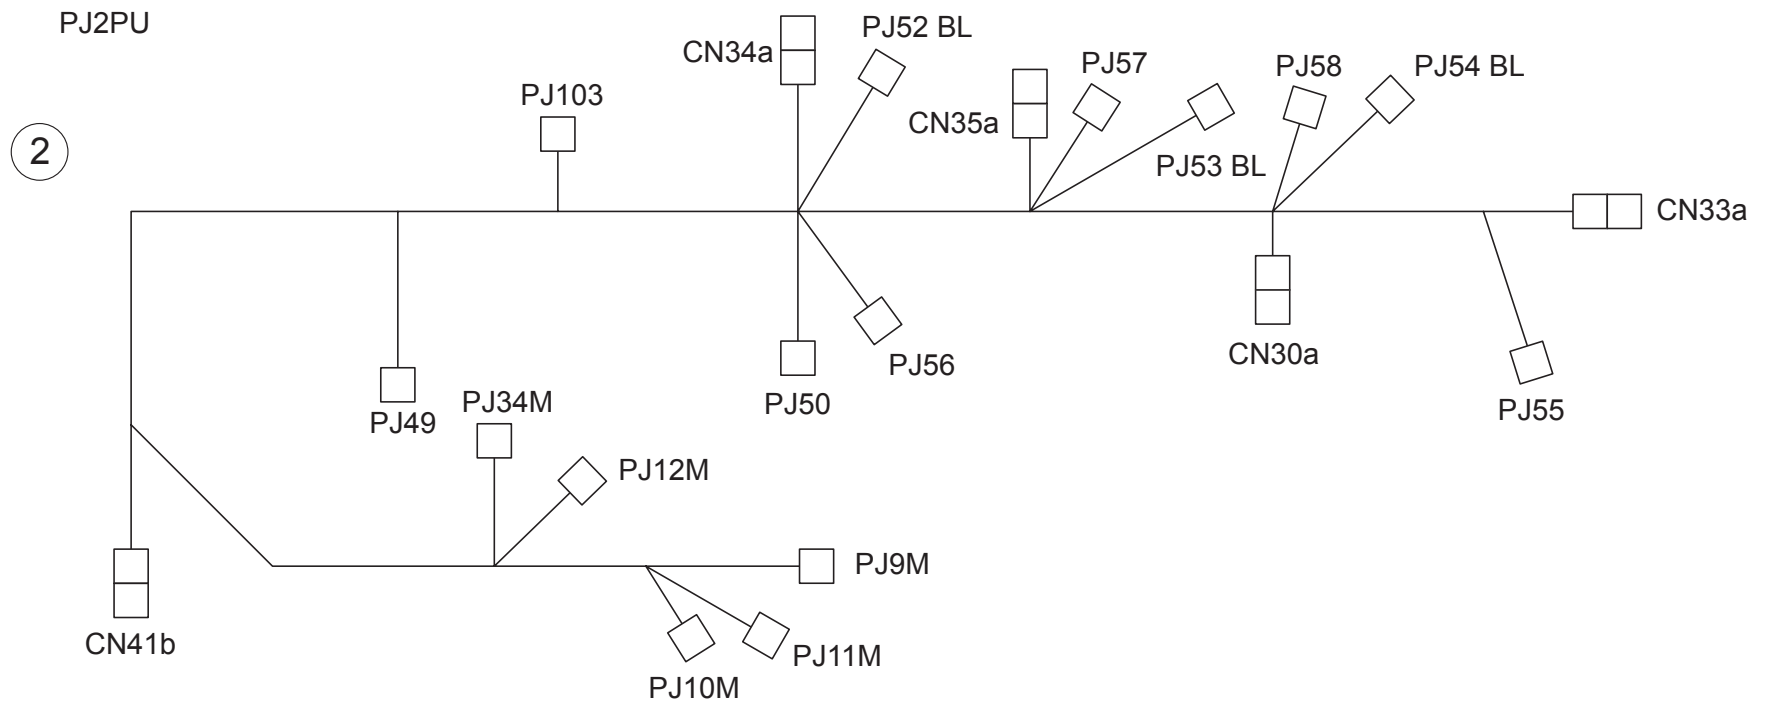 PJ2PU
2
PJ103
CN34a
PJ52 BL
CN35a
PJ57
PJ53 BL
PJ58
PJ54 BL
CN33a
PJ49
PJ34M
PJ12M
PJ50
PJ56
CN30a
PJ55
CN41b
PJ9M
PJ10M
PJ11M